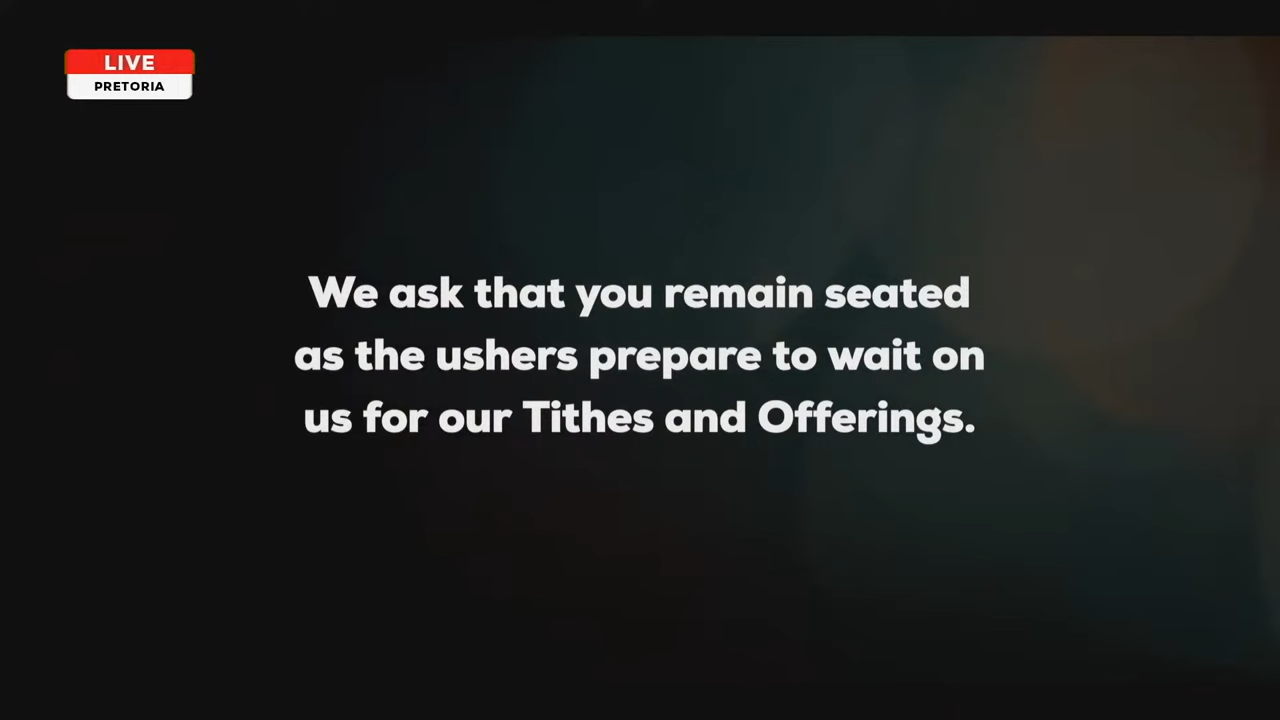 LIVE
PRETORIA
We ask that you remain seated
as the ushers prepare to wait on
us for our Tithes and Offerings.